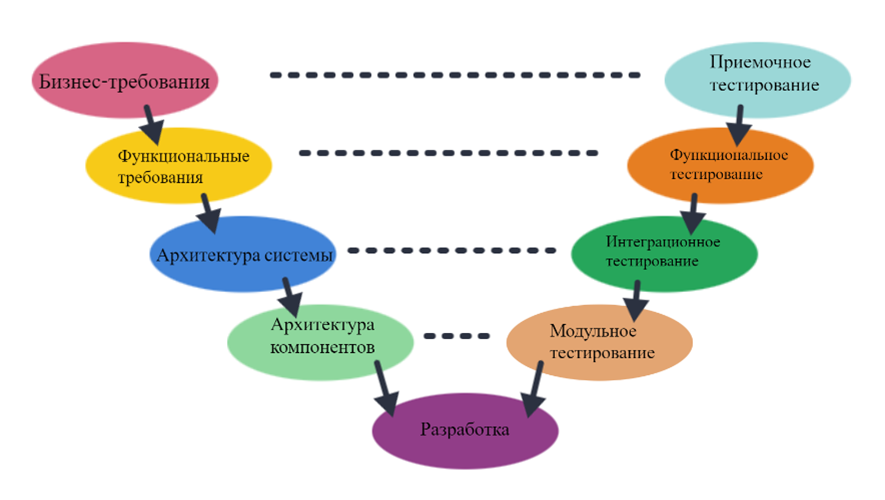 Бизнес-требования
Приемочное
тестирование
Функциональные
требования
Функциональное
тестирование
Архитектура системы
Интеграционное
тестирование
Архитектура
компонентов
Модульное
тестирование
Разработка